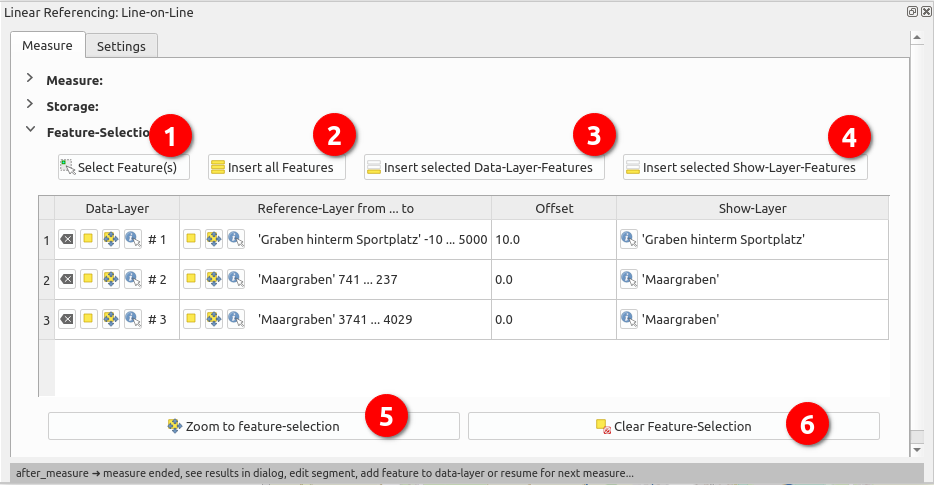 Linear Referencing: Line-on-Line
Measure Settings
Measure:
Storage:
Feature-Selectio
1 2 3 4
Select Feature(s) Insert all Features Insert selected Data-Layer-Features Insert selected Show-Layer-Features
Data-Layer Reference-Layer from ... to Offset Show-Layer
1 # 1 'Graben hinterm Sportplatz' -10 ... 5000 10.0 'Graben hinterm Sportplatz'
2 # 2 'Maargraben' 741 ... 237 0.0 'Maargraben'
3 # 3 'Maargraben' 3741 ... 4029 0.0 'Maargraben'
Zoom to feature-selection 5 Clear Feature-Selection 6
after_measure ➔ measure ended, see results in dialog, edit segment, add feature to data-layer or resume for next measure...